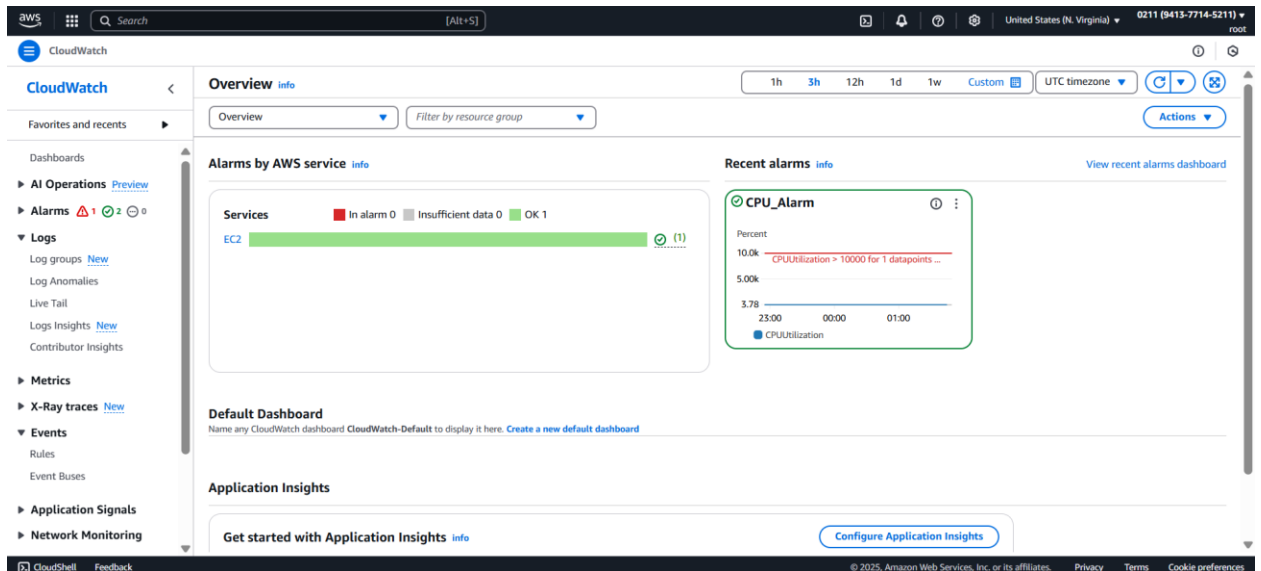 aws Search [Alt+S] United States (N. Virginia) 0211 (9413-7714-5211)
root
CloudWatch
CloudWatch
Favorites and recents
Dashboards
AI Operations Preview
Alarms 1 2 0
Logs
Log groups New
Log Anomalies
Live Tail
Logs Insights New
Contributor Insights
Metrics
X-Ray traces New
Events
Rules
Event Buses
Application Signals
Network Monitoring
Overview info
1h 3h 12h 1d 1w Custom UTC timezone
Overview Filter by resource group Actions
Alarms by AWS service info
Services In alarm 0 Insufficient data 0 OK 1
EC2 (1)
Recent alarms info View recent alarms dashboard
CPU_Alarm
Percent
10.0k
CPUUtilization > 10000 for 1 datapoints ...
5.00k
3.78
23:00 00:00 01:00
CPUUtilization
Default Dashboard
Name any CloudWatch dashboard CloudWatch-Default to display it here. Create a new default dashboard
Application Insights
Get started with Application Insights info Configure Application Insights
CloudShell Feedback © 2025, Amazon Web Services, Inc. or its affiliates. Privacy Terms Cookie preferences